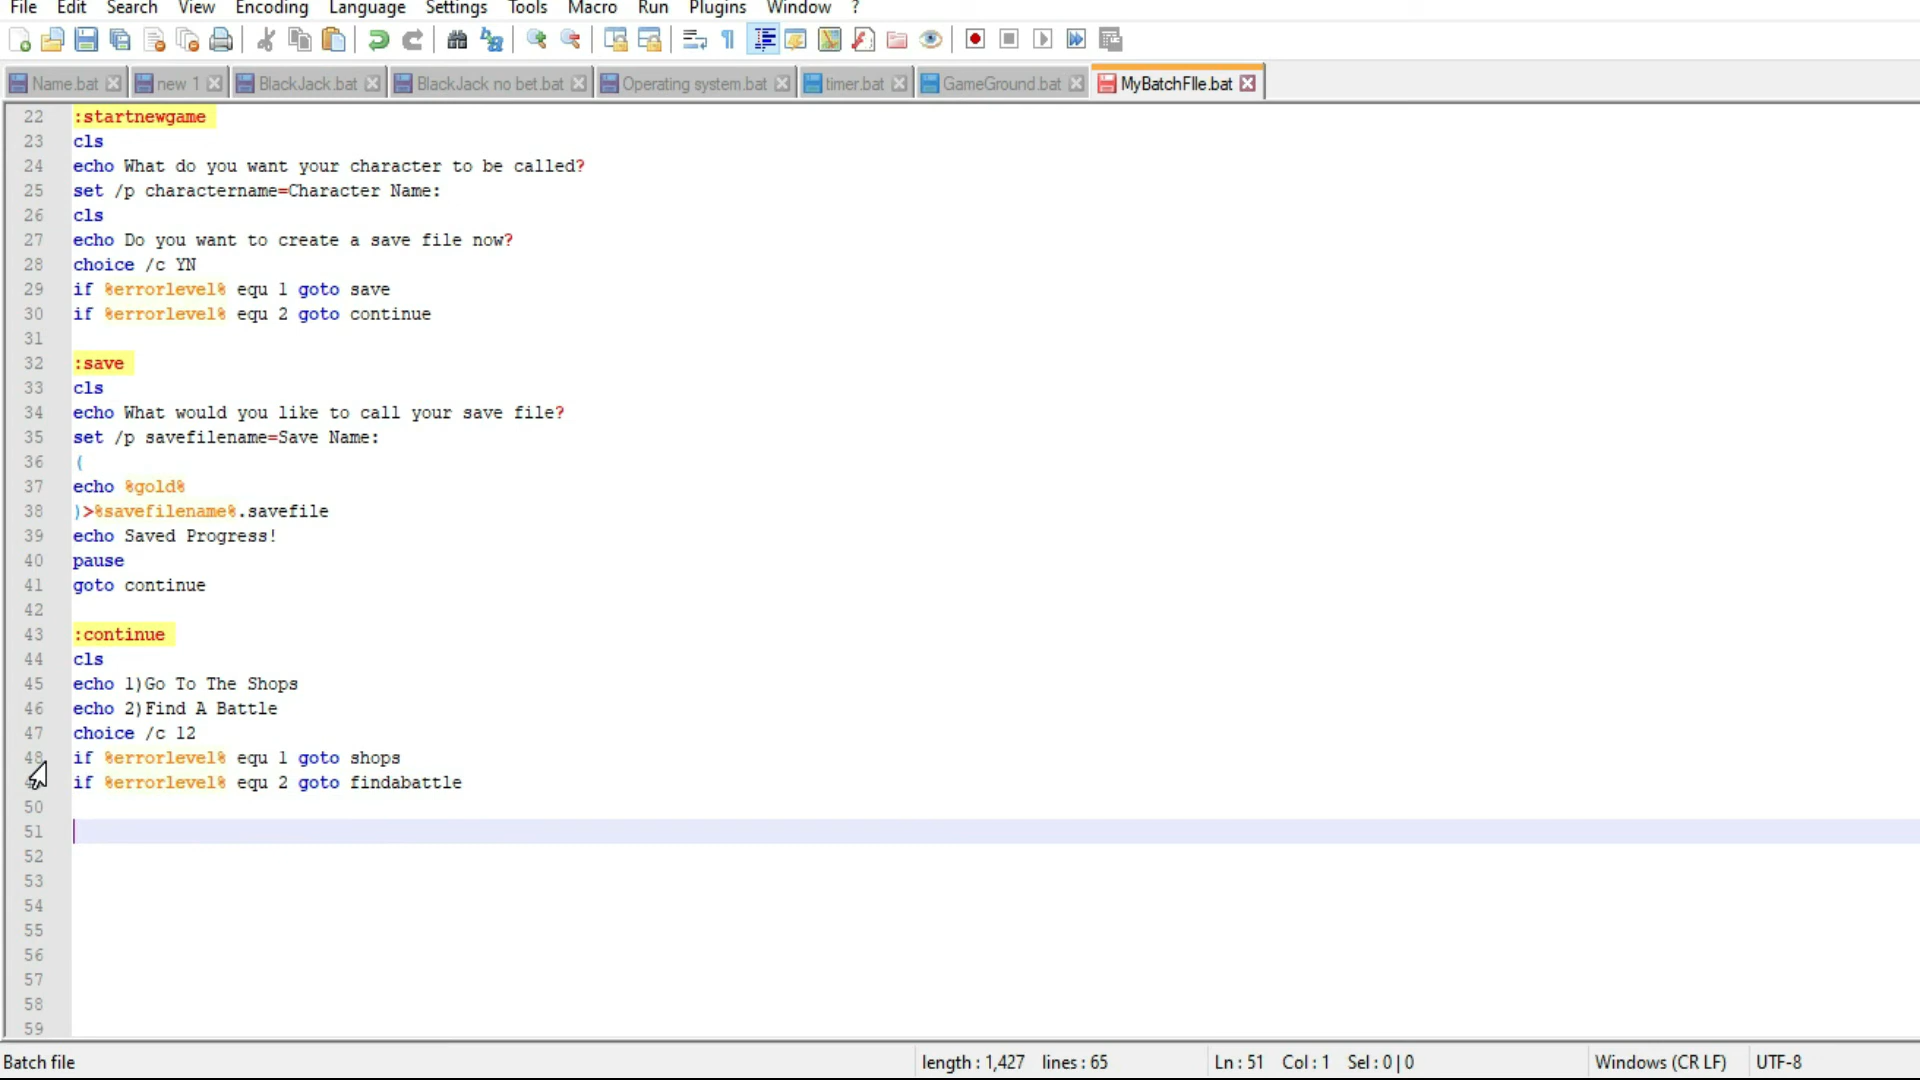 File Edit Search View Encoding Language Settings Tools Macro Run Plugins Window ?
Name.bat new 1 BlackJack.bat BlackJack no bet.bat Operating system.bat timer.bat GameGround.bat MyBatchFIle.bat
22 :startnewgame
23 cls
24 echo What do you want your character to be called?
25 set /p charactername=Character Name:
26 cls
27 echo Do you want to create a save file now?
28 choice /c YN
29 if %errorlevel% equ 1 goto save
30 if %errorlevel% equ 2 goto continue
31
32 :save
33 cls
34 echo What would you like to call your save file?
35 set /p savefilename=Save Name:
36 (
37 echo %gold%
38 )>%savefilename%.savefile
39 echo Saved Progress!
40 pause
41 goto continue
42
43 :continue
44 cls
45 echo 1)Go To The Shops
46 echo 2)Find A Battle
47 choice /c 12
48 if %errorlevel% equ 1 goto shops
if %errorlevel% equ 2 goto findabattle
50
51
52
53
54
55
56
57
58
59
Batch file length : 1,427 lines : 65 Ln : 51 Col : 1 Sel : 0 | 0 Windows (CR LF) UTF-8